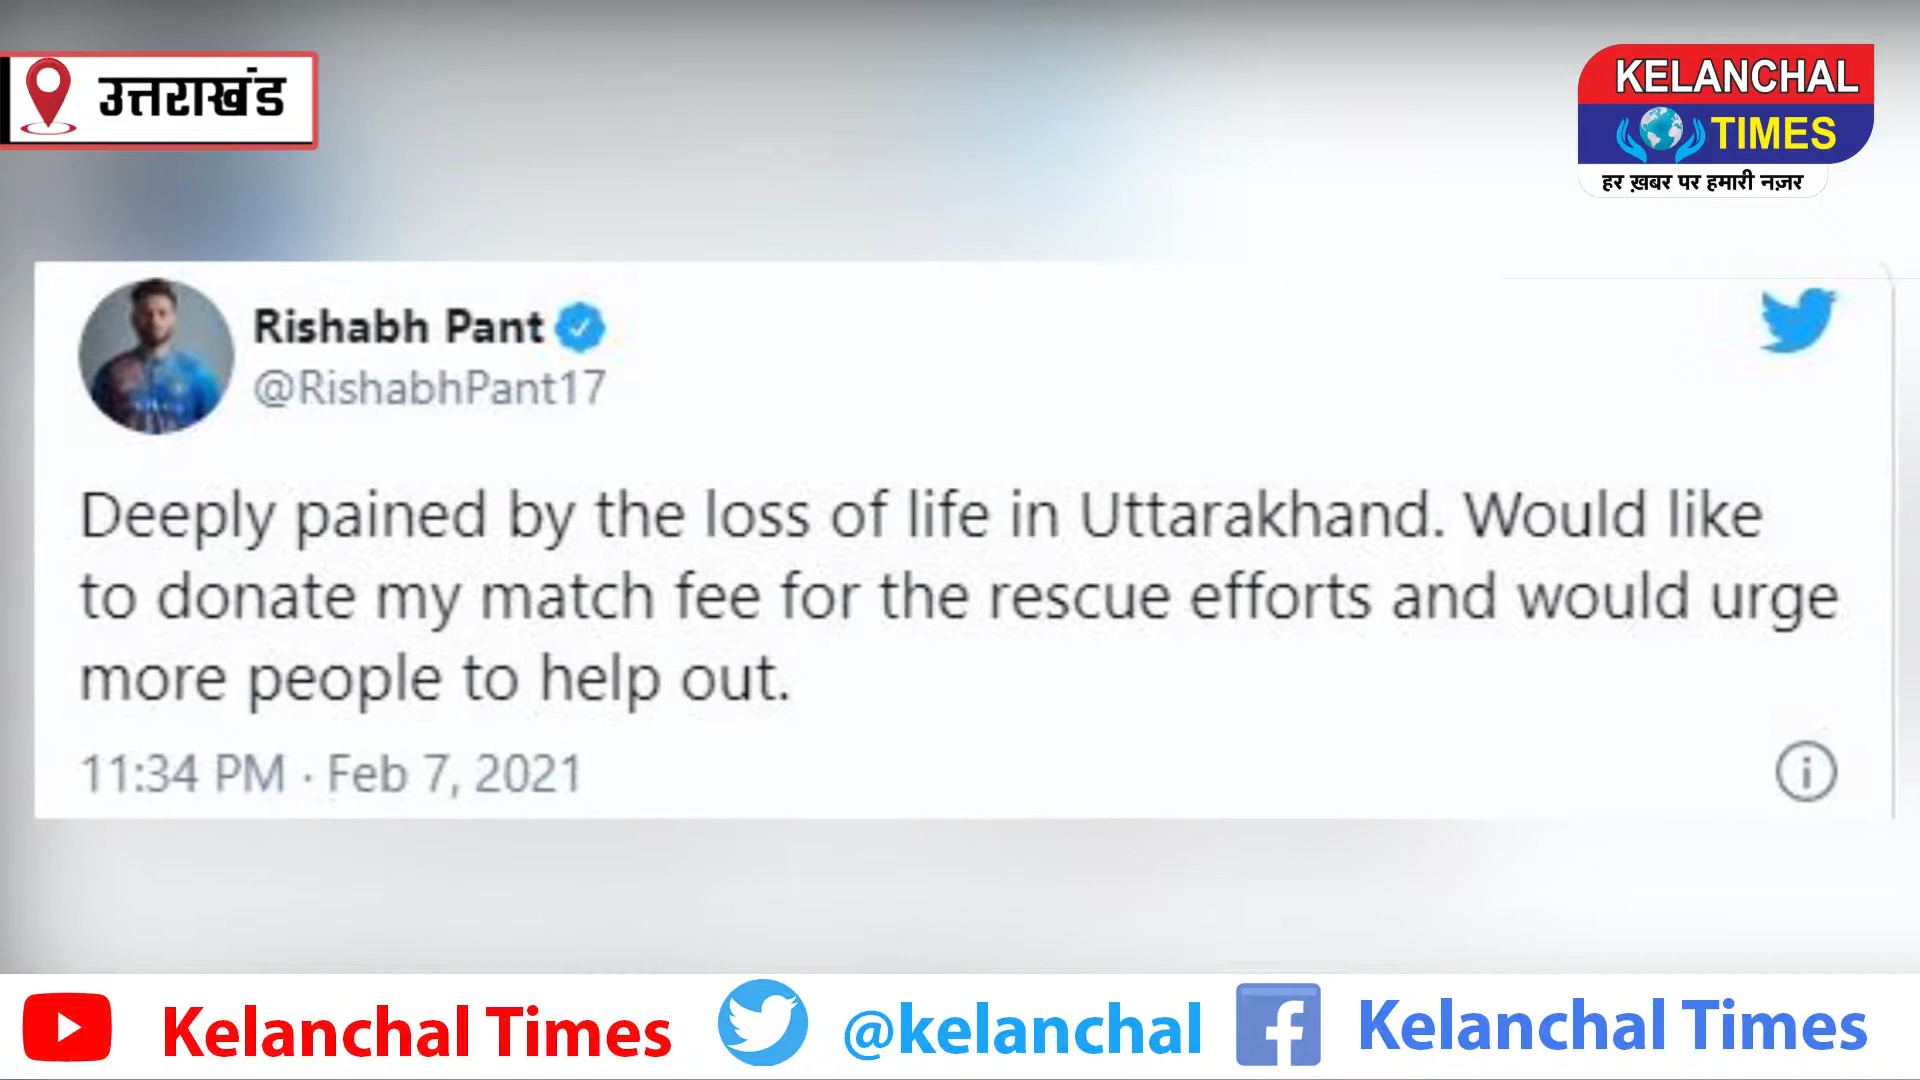 उत्तराखंड
KELANCHAL
TIMES
हर ख़बर पर हमारी नज़र
Rishabh Pant
@RishabhPant17
Deeply pained by the loss of life in Uttarakhand. Would like
to donate my match fee for the rescue efforts and would urge
more people to help out.
11:34 PM · Feb 7, 2021
Kelanchal Times @kelanchal Kelanchal Times